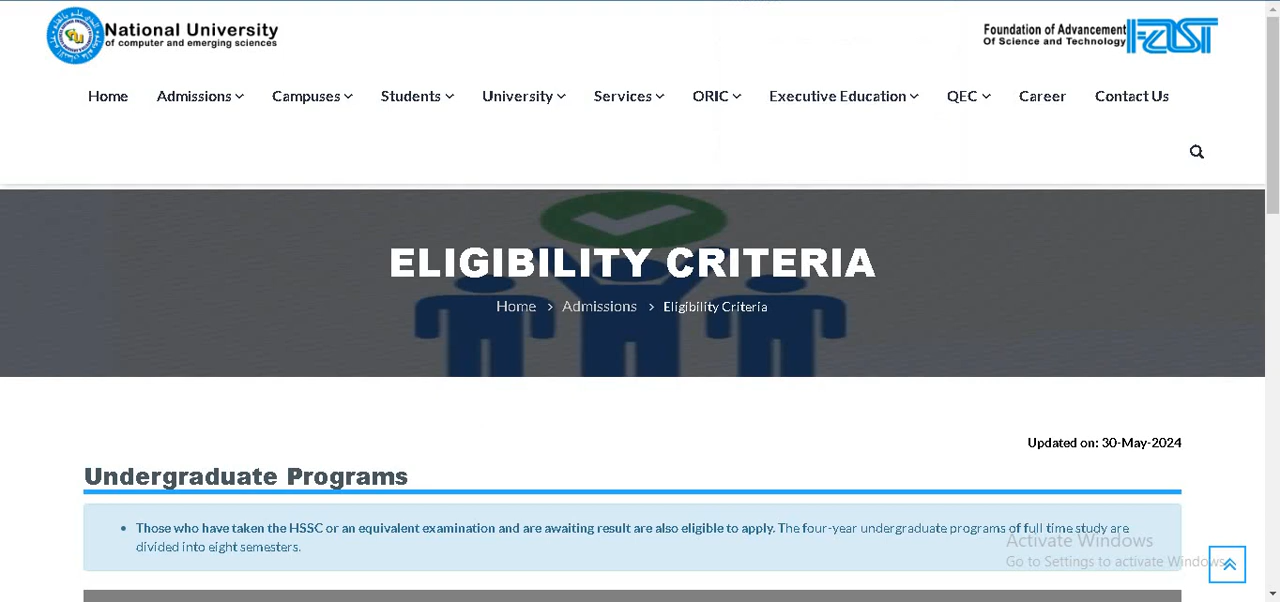 National University
of computer and emerging sciences
Foundation of Advancement
Of Science and Technology
FAST
Home Admissions Campuses Students University Services ORIC Executive Education QEC Career Contact Us
ELIGIBILITY CRITERIA
Home > Admissions > Eligibility Criteria
Updated on: 30-May-2024
Undergraduate Programs
• Those who have taken the HSSC or an equivalent examination and are awaiting result are also eligible to apply. The four-year undergraduate programs of full time study are
divided into eight semesters.
Activate Windows
Go to Settings to activate Windows.